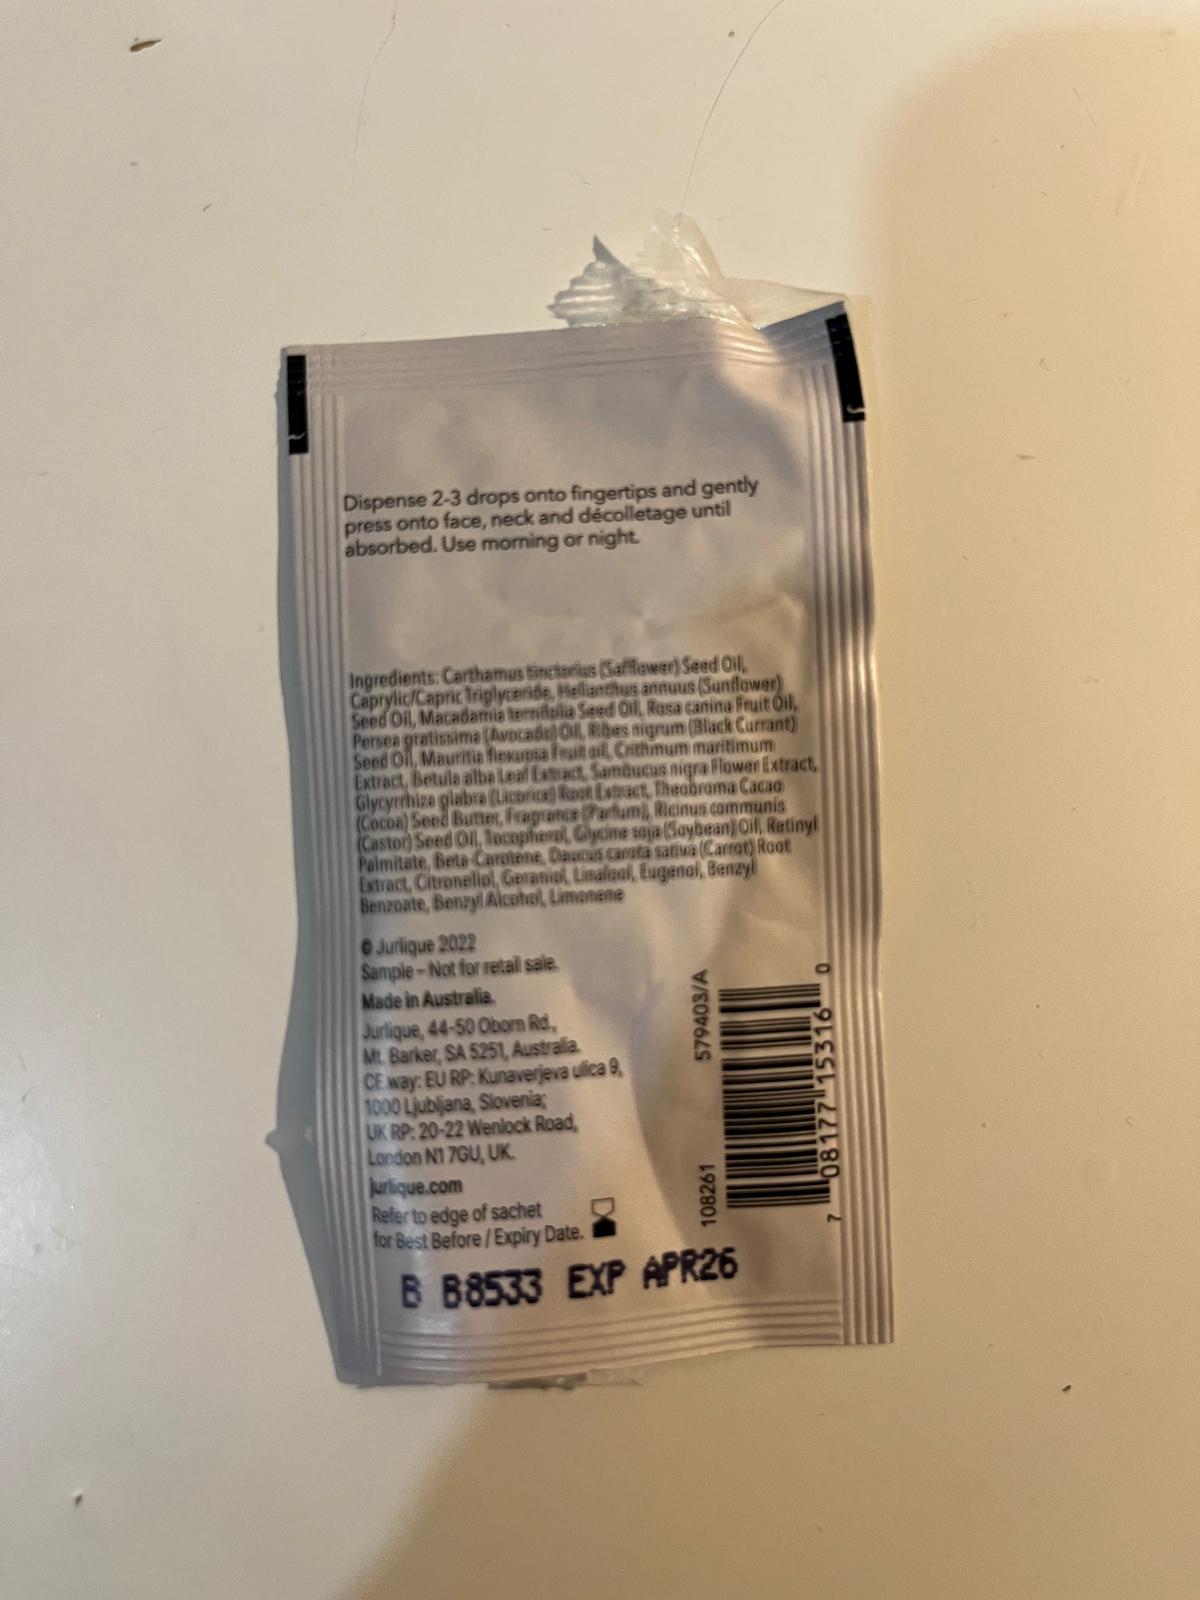 Dispense 2-3 drops onto fingertips and gently
press onto face, neck and décolletage until
absorbed. Use morning or night.
Ingredients: Carthamus tinctorius (Safflower) Seed Oil,
Caprylic/Capric Triglyceride, Helianthus annuus (Sunflower)
Seed Oil, Macadamia ternifolia Seed Oil, Rosa canina Fruit Oil,
Persea gratissima (Avocado) Oil, Ribes nigrum (Black Currant)
Seed Oil, Mauritia flexuosa Fruit oil, Crithmum maritimum
Extract, Betula alba Leaf Extract, Sambucus nigra Flower Extract,
Glycyrrhiza glabra (Licorice) Root Extract, Theobroma Cacao
(Cocoa) Seed Butter, Fragrance (Parfum), Ricinus communis
(Castor) Seed Oil, Tocopherol, Glycine soja (Soybean) Oil, Retinyl
Palmitate, Beta-Carotene, Daucus carota sativa (Carrot) Root
Extract, Citronellol, Geraniol, Linalool, Eugenol, Benzyl
Benzoate, Benzyl Alcohol, Limonene
© Jurlique 2022
Sample – Not for retail sale.
Made in Australia.
Jurlique, 44-50 Oborn Rd.,
Mt. Barker, SA 5251, Australia.
CE.way: EU RP: Kunaverjeva ulica 9,
1000 Ljubljana, Slovenia;
UK RP: 20-22 Wenlock Road,
London N1 7GU, UK.
jurlique.com
Refer to edge of sachet
for Best Before / Expiry Date.
108261
579403/A
7 08177 15316 0
B B8533 EXP APR26